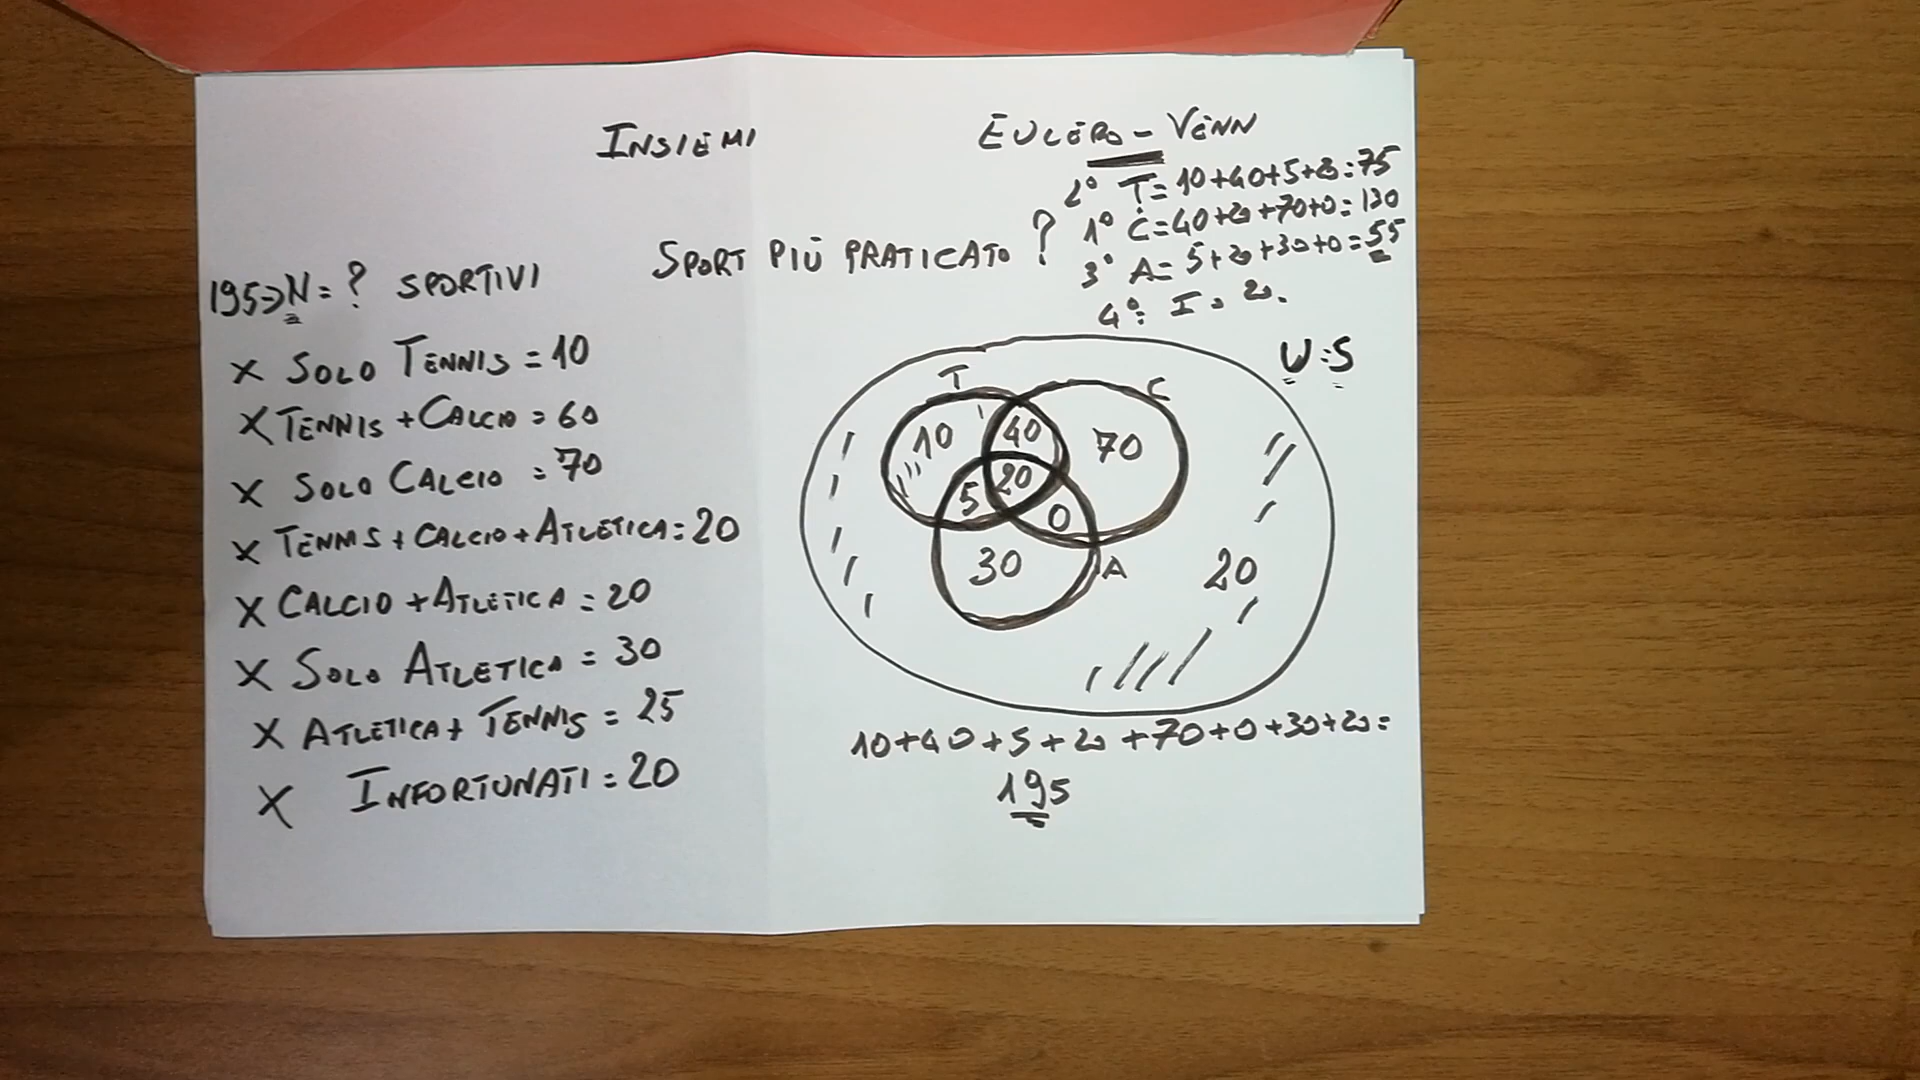 INSIEMI
EULERO - VENN
2° T = 10+40+5+20=75
1° C=40+20+70+0=130
3° A= 5+20+30+0=55
4°: I = 20.
SPORT PIÙ PRATICATO ?
195=>N= ? SPORTIVI
X SOLO TENNIS = 10
X TENNIS + CALCIO = 60
X SOLO CALCIO = 70
X TENNIS + CALCIO + ATLETICA = 20
X CALCIO + ATLETICA = 20
X SOLO ATLETICA = 30
X ATLETICA + TENNIS = 25
X INFORTUNATI = 20
U=S
T
C
10
40
70
5
20
0
30
A
20
10+40+5+20+70+0+30+20=
195